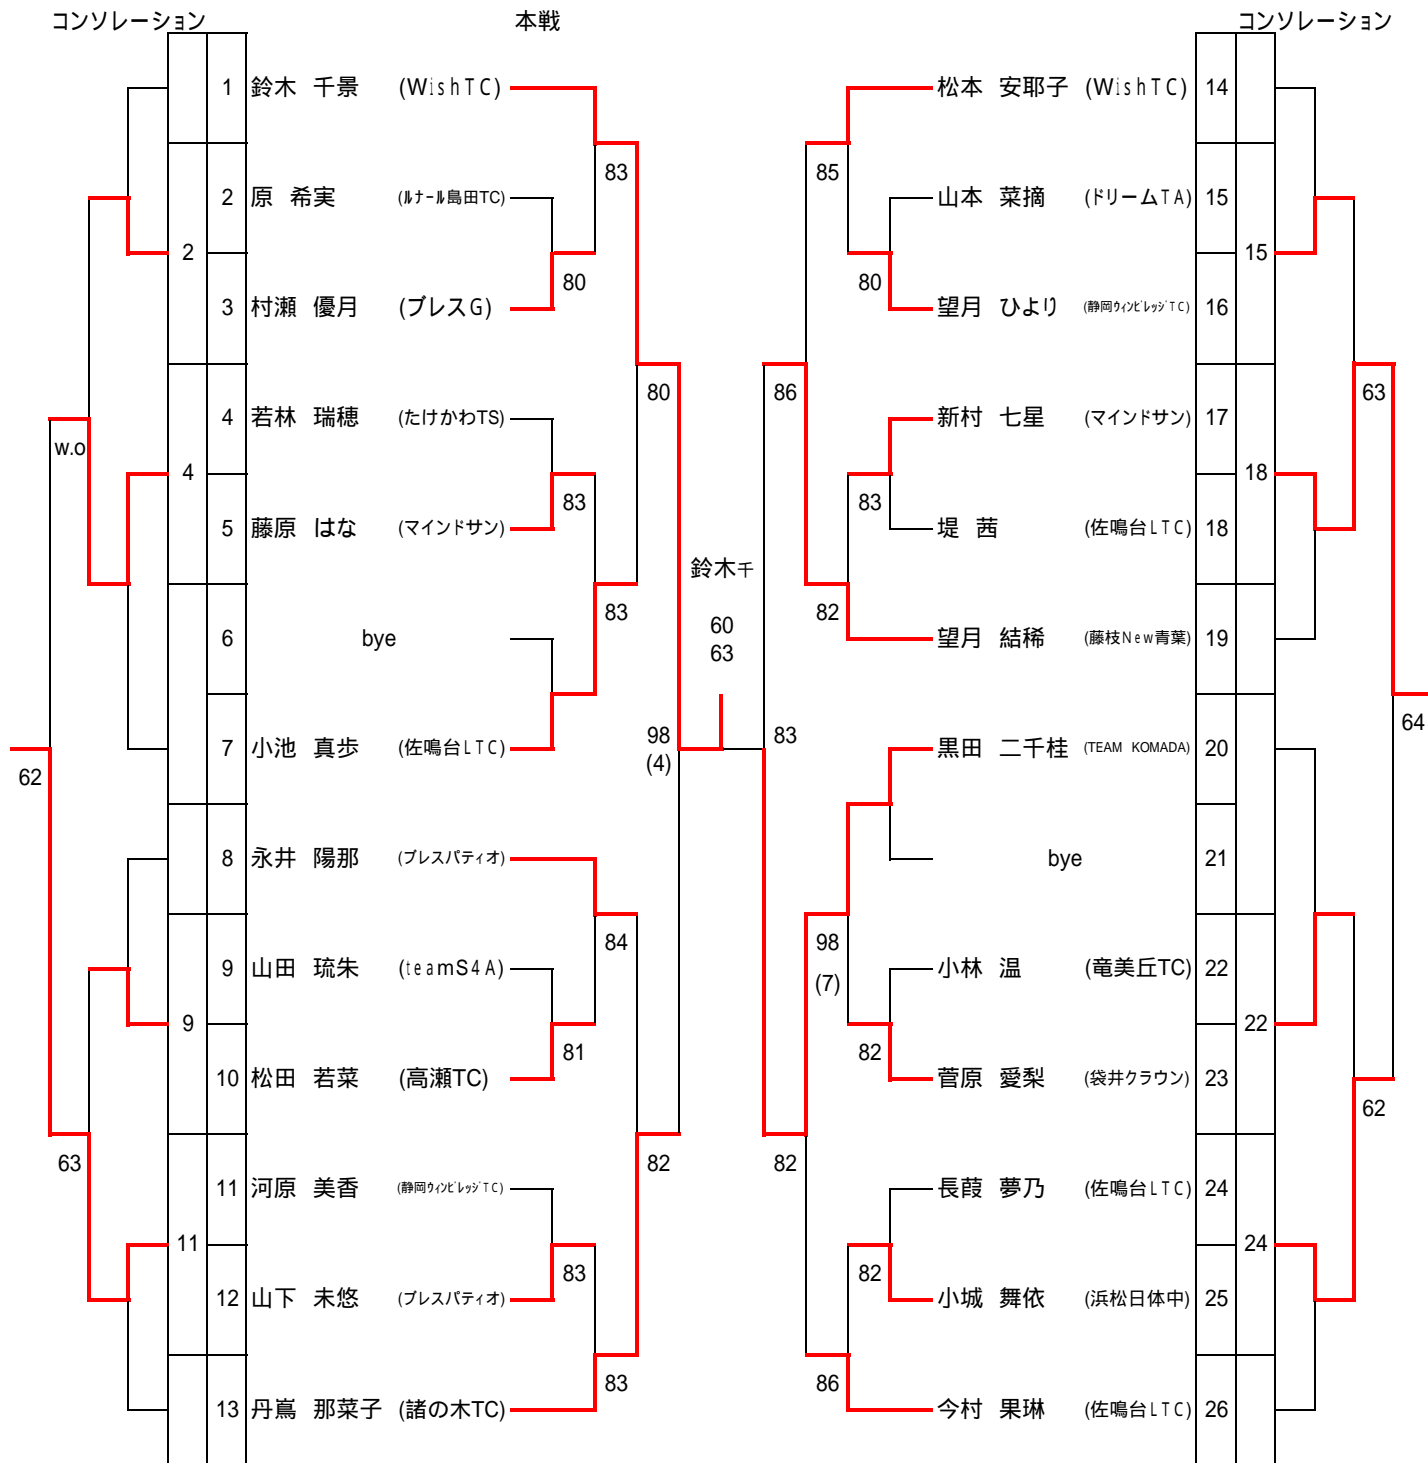 コンソレーション 本戦 コンソレーション
1 鈴木 千景 (WishTC) 松本 安耶子 (WishTC) 14
83 85
2 原 希実 (ルナール島田TC) 山本 菜摘 (ドリームTA) 15
2 15
80 80
3 村瀬 優月 (ブレスG) 望月 ひより (静岡ウィンビレッジTC) 16
80 86 63
4 若林 瑞穂 (たけかわTS) 新村 七星 (マインドサン) 17
w.o
4 18
83 83
5 藤原 はな (マインドサン) 堤 茜 (佐鳴台LTC) 18
鈴木千
83 82
60
6 bye 望月 結稀 (藤枝New青葉) 19
63
64
98 83
7 小池 真歩 (佐鳴台LTC) 黒田 二千桂 (TEAM KOMADA) 20
(4)
62
8 永井 陽那 (ブレスパティオ) bye 21
84 98
9 山田 琉朱 (teamS4A) 小林 温 (竜美丘TC) 22
(7)
9 22
81 82
10 松田 若菜 (高瀬TC) 菅原 愛梨 (袋井クラウン) 23
62
63 82 82
11 河原 美香 (静岡ウィンビレッジTC) 長葭 夢乃 (佐鳴台LTC) 24
11 24
83 82
12 山下 未悠 (ブレスパティオ) 小城 舞依 (浜松日体中) 25
83 86
13 丹嶌 那菜子 (諸の木TC) 今村 果琳 (佐鳴台LTC) 26